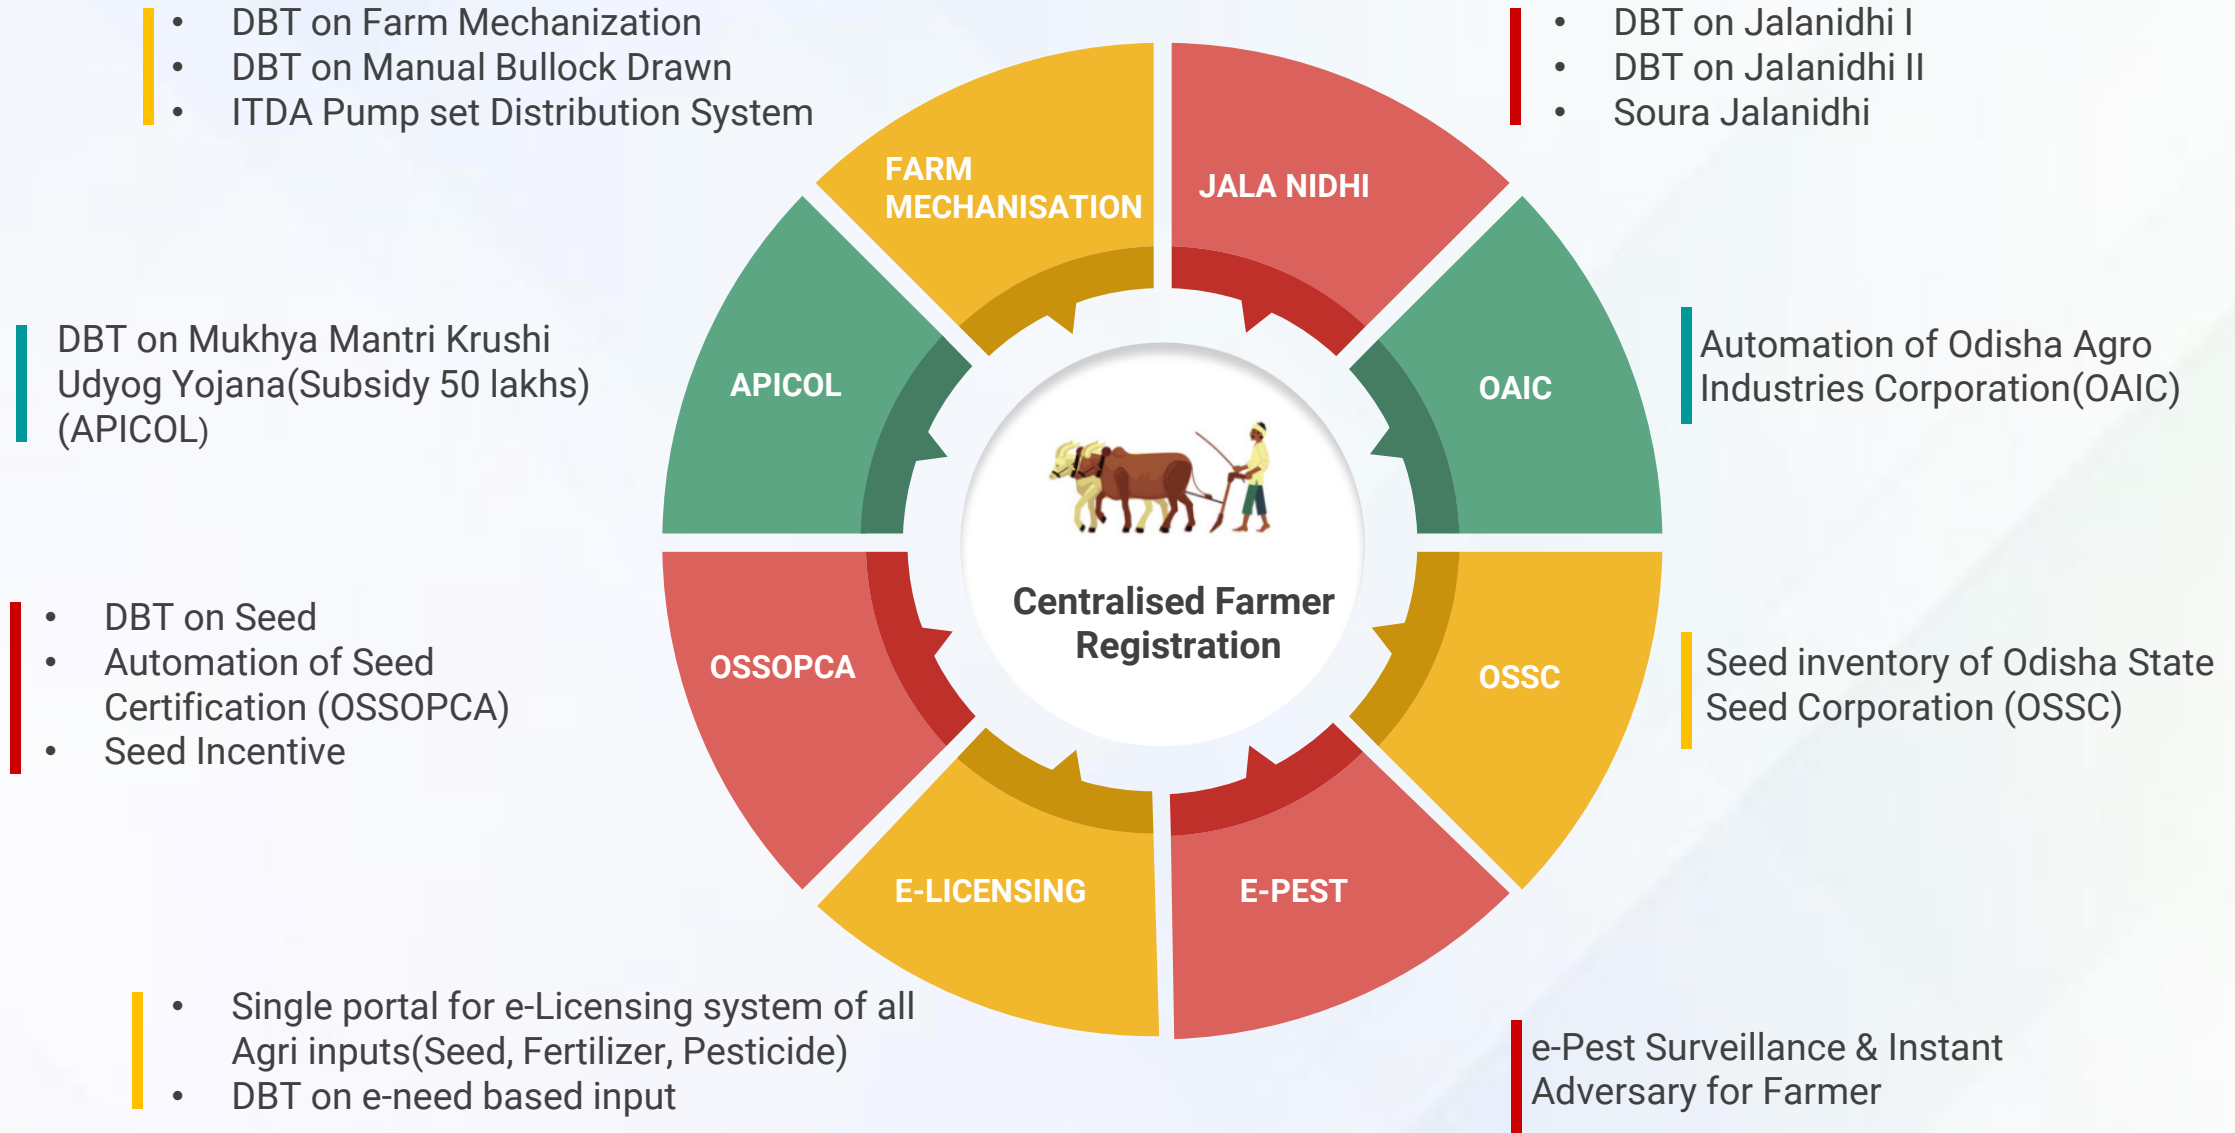 • DBT on Farm Mechanization
• DBT on Manual Bullock Drawn
• ITDA Pump set Distribution System
• DBT on Jalanidhi I
• DBT on Jalanidhi II
• Soura Jalanidhi
FARM
MECHANISATION
JALA NIDHI
DBT on Mukhya Mantri Krushi
Udyog Yojana(Subsidy 50 lakhs)
(APICOL)
APICOL
OAIC
Automation of Odisha Agro
Industries Corporation(OAIC)
Centralised Farmer
Registration
• DBT on Seed
• Automation of Seed
Certification (OSSOPCA)
• Seed Incentive
OSSOPCA
OSSC
Seed inventory of Odisha State
Seed Corporation (OSSC)
E-LICENSING
E-PEST
• Single portal for e-Licensing system of all
Agri inputs(Seed, Fertilizer, Pesticide)
• DBT on e-need based input
e-Pest Surveillance & Instant
Adversary for Farmer